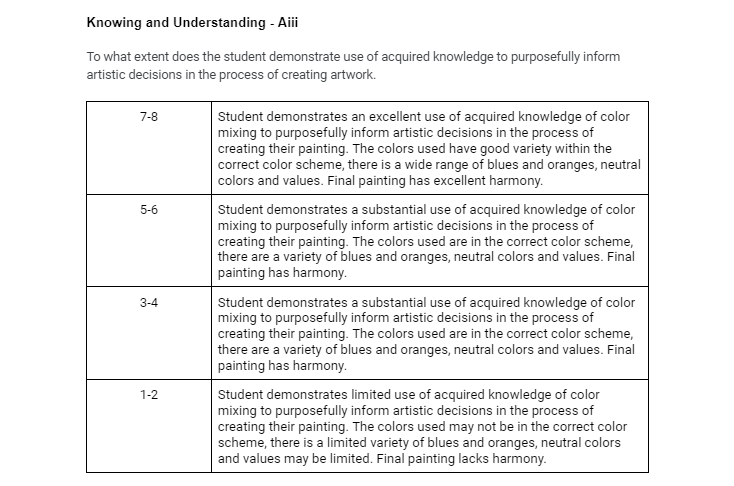 Knowing and Understanding - Aiii
To what extent does the student demonstrate use of acquired knowledge to purposefully inform
artistic decisions in the process of creating artwork.
7-8
Student demonstrates an excellent use of acquired knowledge of color
mixing to purposefully inform artistic decisions in the process of
creating their painting. The colors used have good variety within the
correct color scheme, there is a wide range of blues and oranges, neutral
colors and values. Final painting has excellent harmony.
5-6
Student demonstrates a substantial use of acquired knowledge of color
mixing to purposefully inform artistic decisions in the process of
creating their painting. The colors used are in the correct color scheme,
there are a variety of blues and oranges, neutral colors and values. Final
painting has harmony.
3-4
Student demonstrates a substantial use of acquired knowledge of color
mixing to purposefully inform artistic decisions in the process of
creating their painting. The colors used are in the correct color scheme,
there are a variety of blues and oranges, neutral colors and values. Final
painting has harmony.
1-2
Student demonstrates limited use of acquired knowledge of color
mixing to purposefully inform artistic decisions in the process of
creating their painting. The colors used may not be in the correct color
scheme, there is a limited variety of blues and oranges, neutral colors
and values may be limited. Final painting lacks harmony.